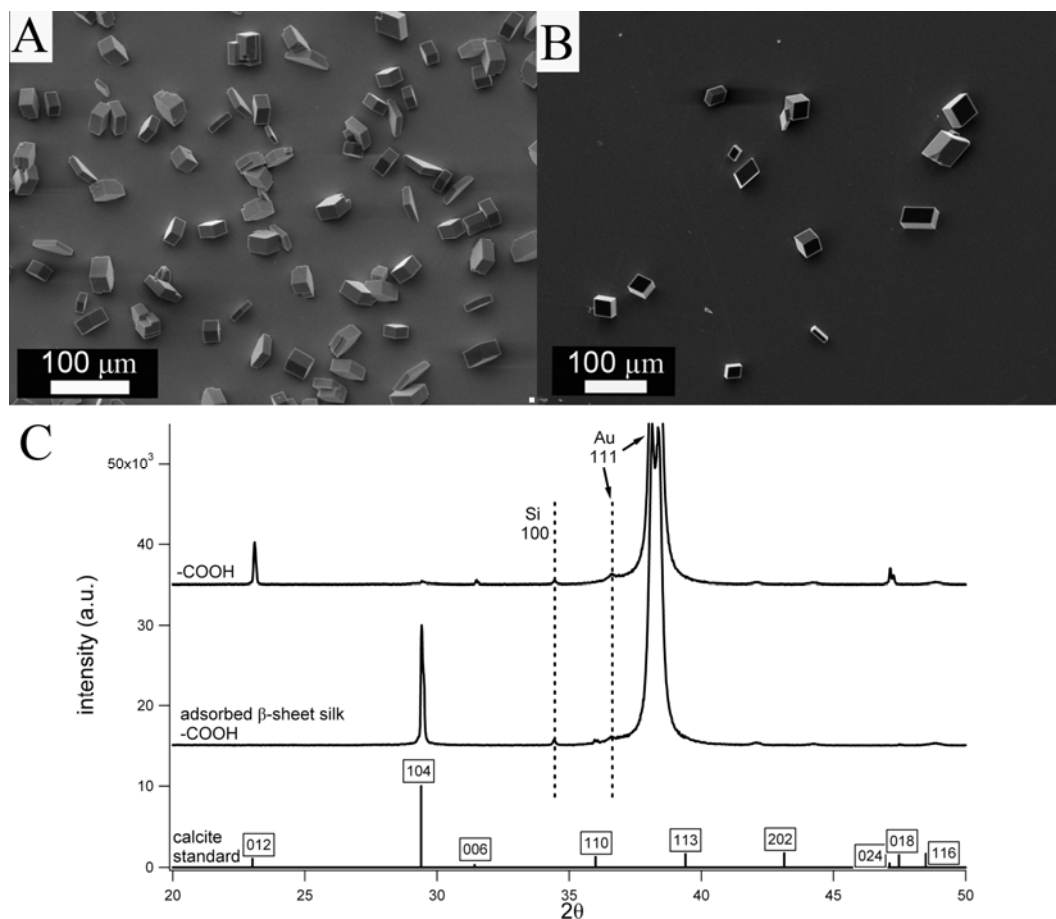 A
B
100 μm
100 μm
C
50x10³
40
30
20
10
0
intensity (a.u.)
Au
111
Si
100
-COOH
adsorbed β-sheet silk
-COOH
calcite
standard
012
104
006
110
113
202
024
018
116
20
25
30
35
40
45
50
2θ